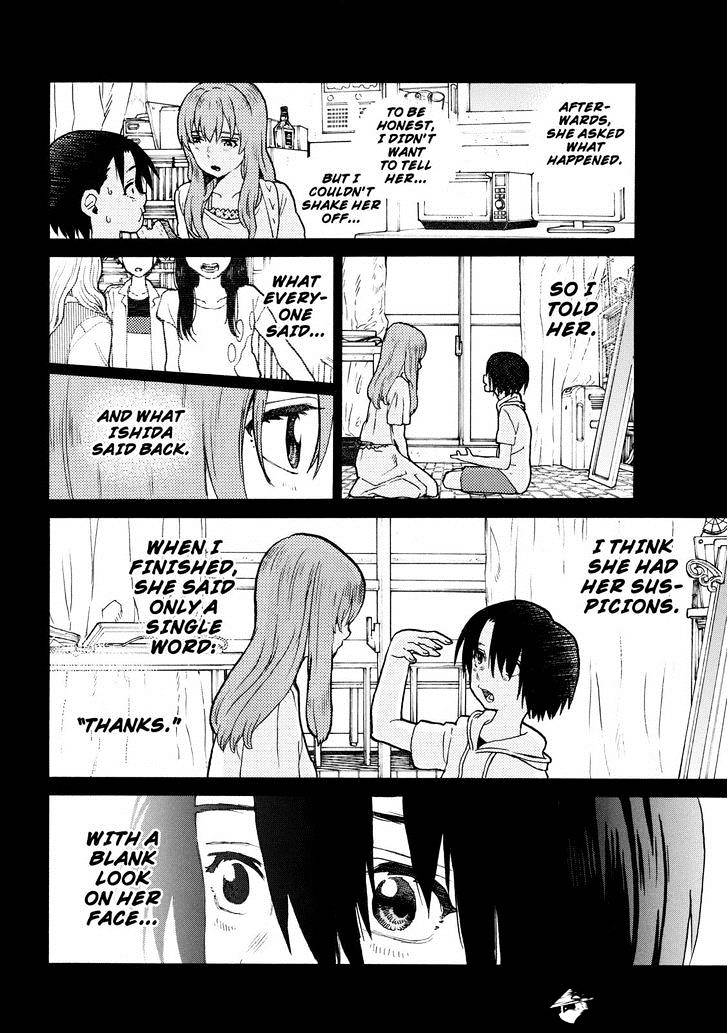 AFTER-
WARDS,
SHE ASKED
WHAT
HAPPENED.
TO BE
HONEST,
I DIDN'T
WANT
TO TELL
HER...
BUT I
COULDN'T
SHAKE HER
OFF...
SO I
TOLD
HER.
WHAT
EVERY-
ONE
SAID...
AND WHAT
ISHIDA
SAID BACK.
I THINK
SHE HAD
HER SUS-
PICIONS.
WHEN I
FINISHED,
SHE SAID
ONLY A
SINGLE
WORD:
"THANKS."
WITH A
BLANK
LOOK
ON HER
FACE...